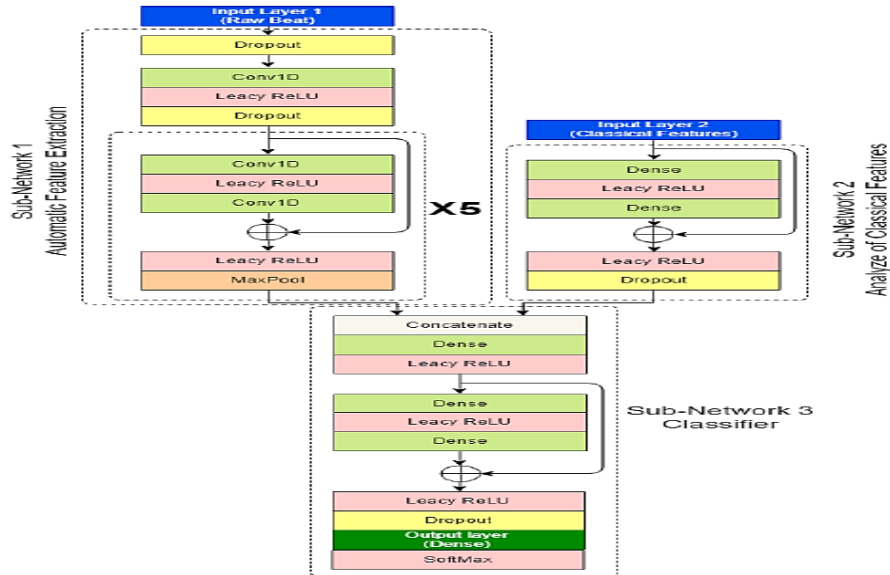 Input Layer 1
(Raw Beat)
Dropout
Conv1D
Leacy ReLU
Dropout
Conv1D
Leacy ReLU
Conv1D
Leacy ReLU
MaxPool
X5
Sub-Network 1
Automatic Feature Extraction
Input Layer 2
(Classical Features)
Dense
Leacy ReLU
Dense
Leacy ReLU
Dropout
Sub-Network 2
Analyze of Classical Features
Concatenate
Dense
Leacy ReLU
Dense
Leacy ReLU
Dense
Leacy ReLU
Dropout
Output layer
(Dense)
SoftMax
Sub-Network 3
Classifier